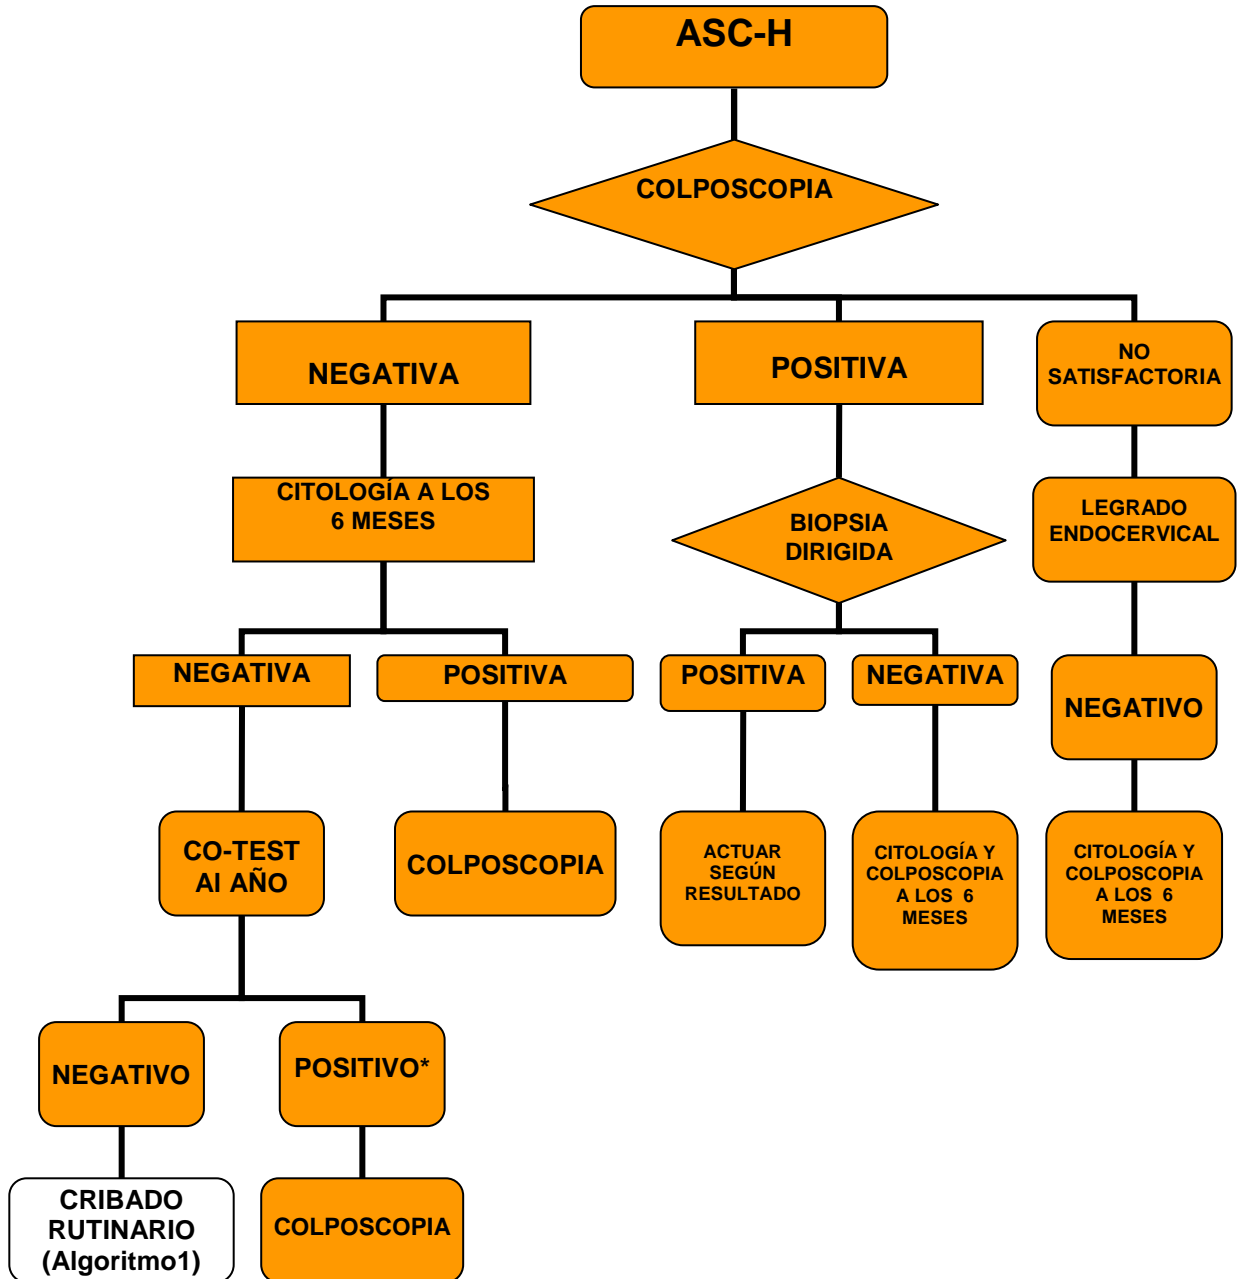 ASC-H
COLPOSCOPIA
NEGATIVA
POSITIVA
NO
SATISFACTORIA
CITOLOGÍA A LOS
6 MESES
BIOPSIA
DIRIGIDA
LEGRADO
ENDOCERVICAL
NEGATIVA
POSITIVA
POSITIVA
NEGATIVA
NEGATIVO
CO-TEST
Al AÑO
COLPOSCOPIA
ACTUAR
SEGÚN
RESULTADO
CITOLOGÍA Y
COLPOSCOPIA
A LOS 6
MESES
CITOLOGÍA Y
COLPOSCOPIA
A LOS 6
MESES
NEGATIVO
POSITIVO*
CRIBADO
RUTINARIO
(Algoritmo1)
COLPOSCOPIA